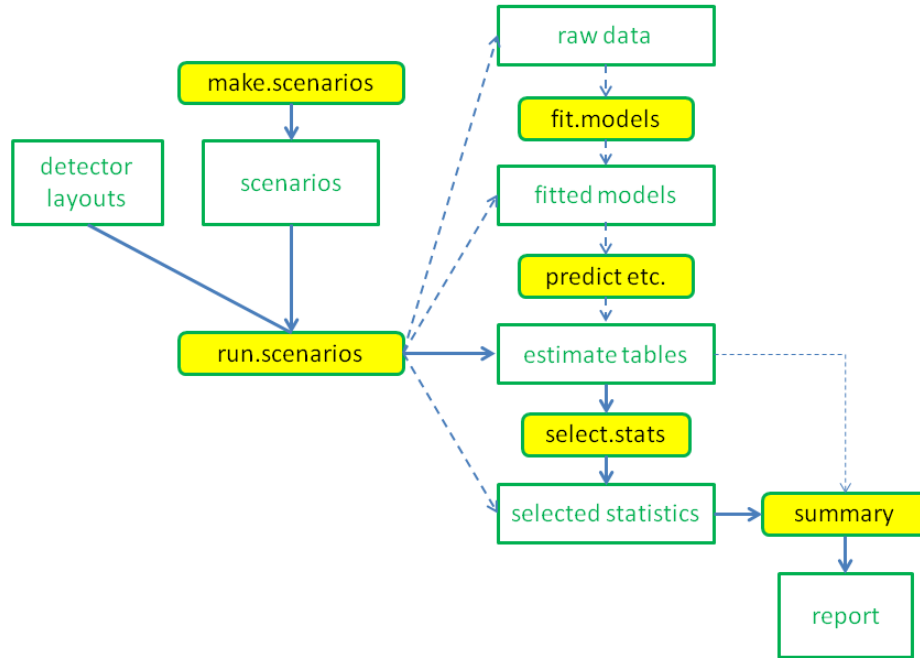 raw data
make.scenarios
fit.models
detector
layouts
scenarios
fitted models
predict etc.
run.scenarios
estimate tables
select.stats
selected statistics
summary
report